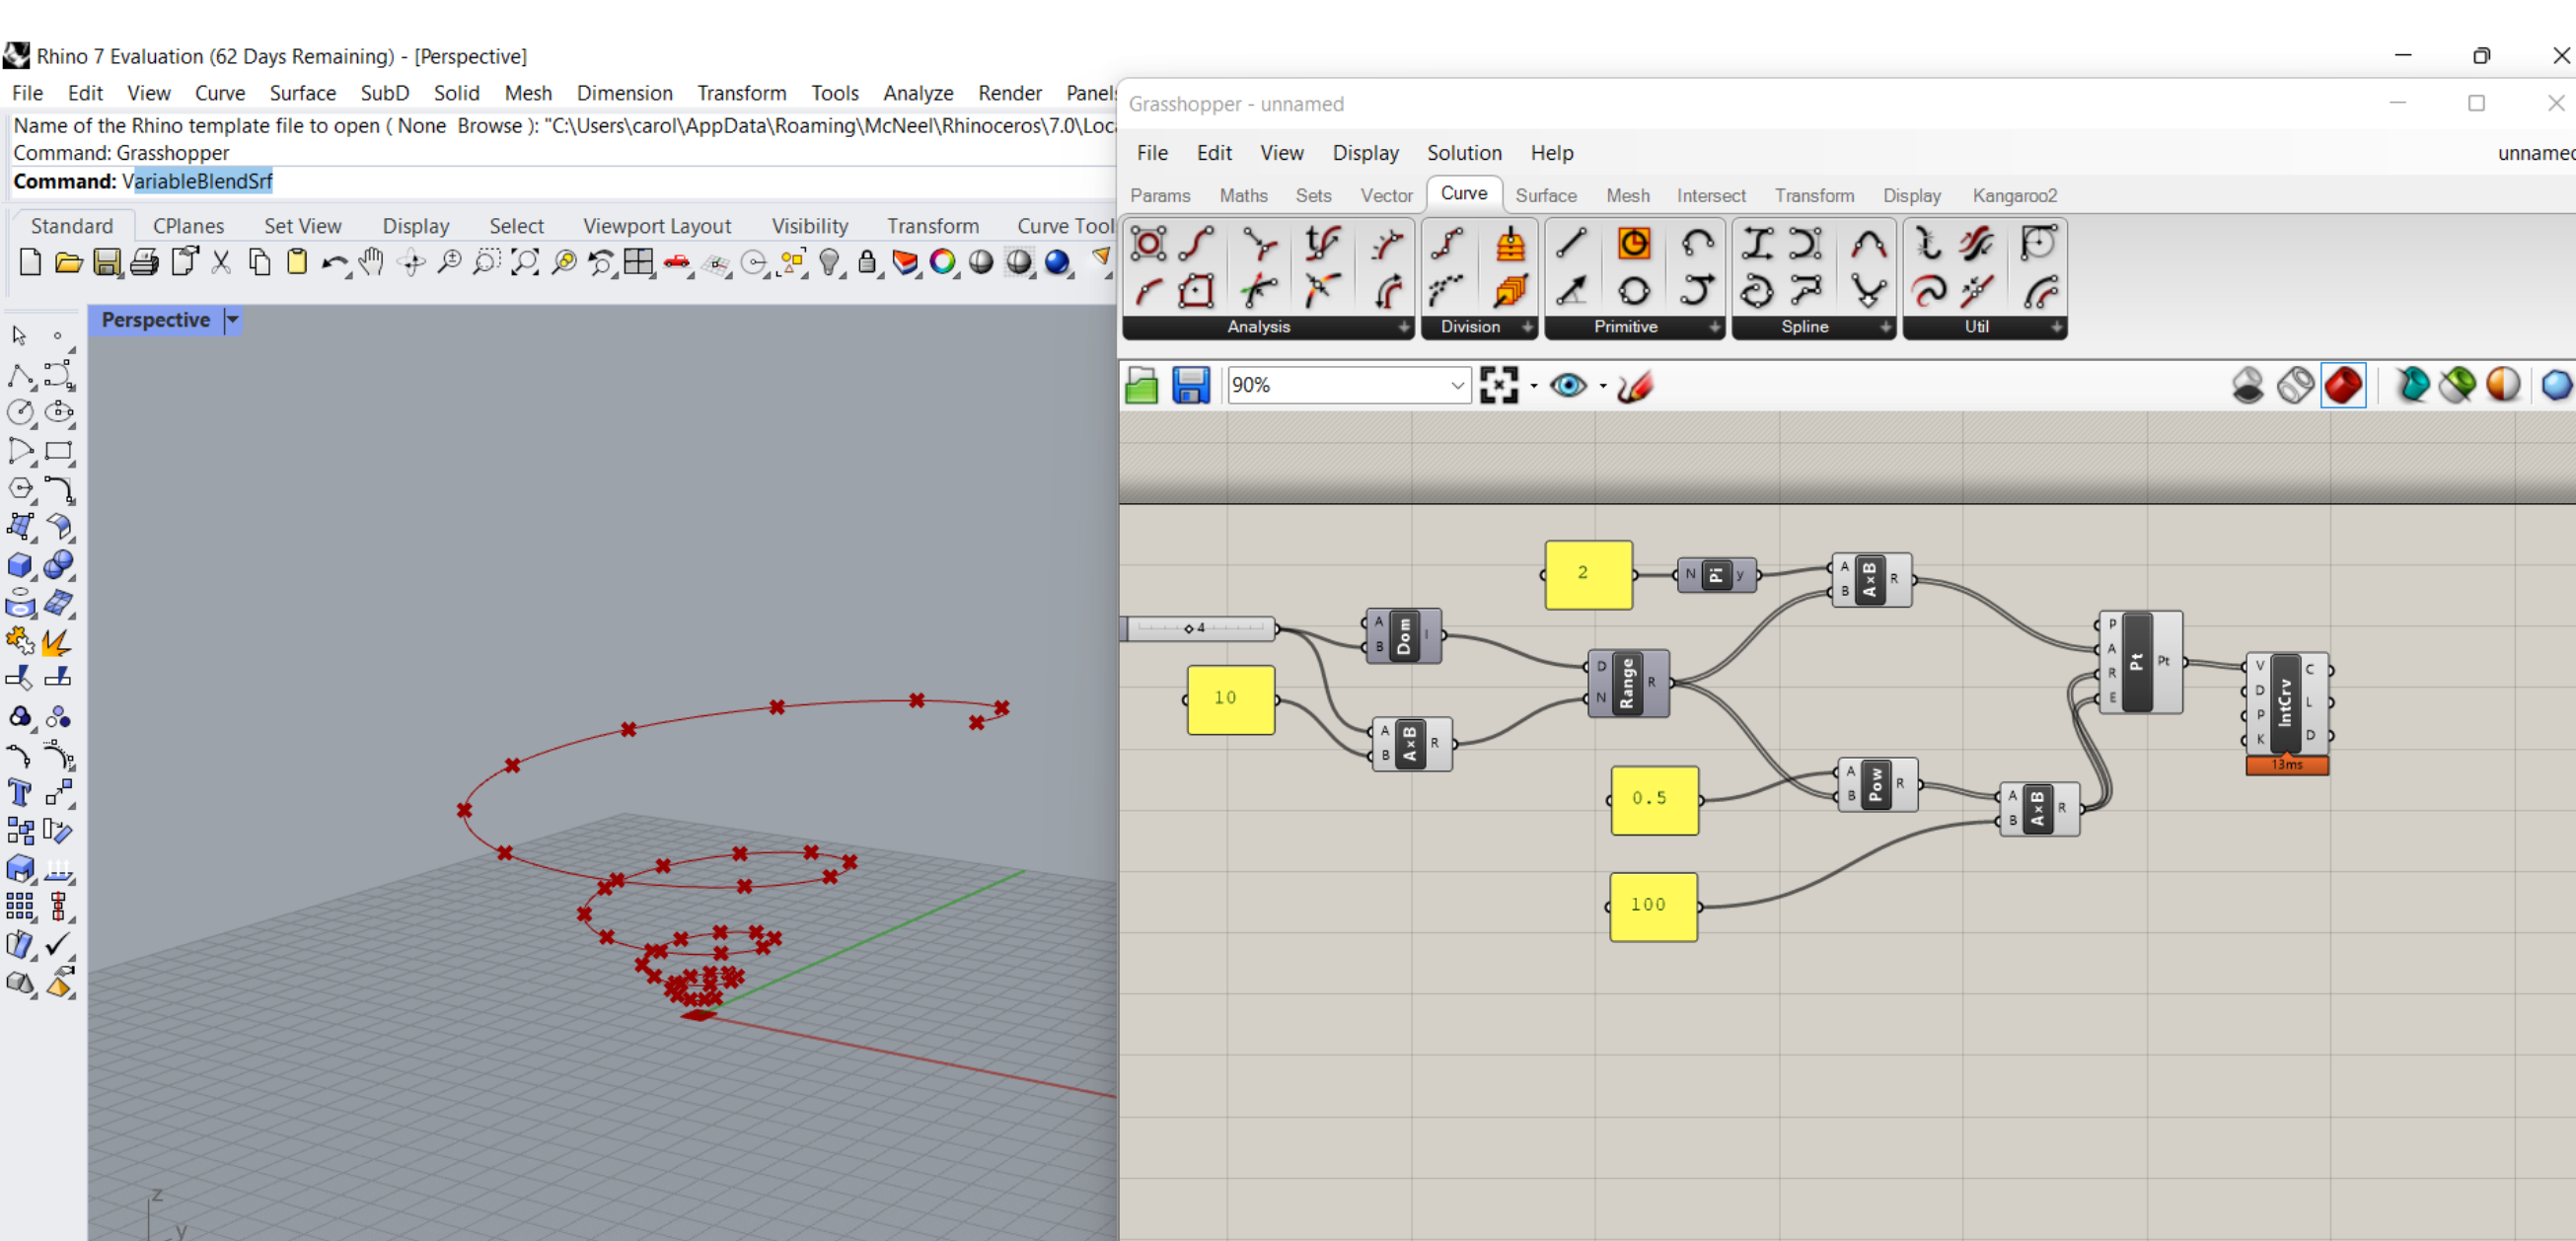 Rhino 7 Evaluation (62 Days Remaining) - [Perspective]
File Edit View Curve Surface SubD Solid Mesh Dimension Transform Tools Analyze Render Panels
Name of the Rhino template file to open ( None Browse ): "C:\Users\carol\AppData\Roaming\McNeel\Rhinoceros\7.0\Loca
Command: Grasshopper
Command: VariableBlendSrf
Standard CPlanes Set View Display Select Viewport Layout Visibility Transform Curve Tool
Perspective
z
y
Grasshopper - unnamed
File Edit View Display Solution Help unnamed
Params Maths Sets Vector Curve Surface Mesh Intersect Transform Display Kangaroo2
Analysis Division Primitive Spline Util
90%
2
N Pi y
A B A×B R
4
A B Dom I
10
A B A×B R
D N Range R
0.5
A B Pow R
100
A B A×B R
P A R E Pt Pt
V D P K IntCrv C L D
13ms